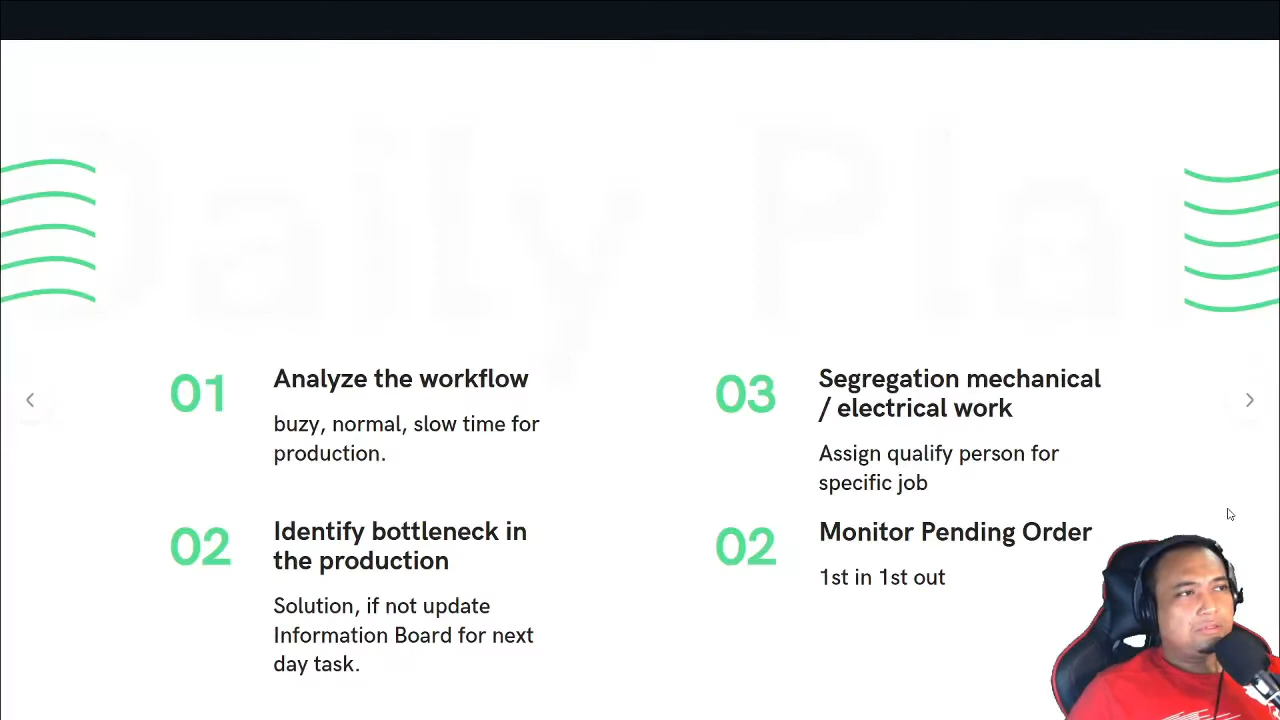 Daily Pla
01
Analyze the workflow
buzy, normal, slow time for
production.
02
Identify bottleneck in
the production
Solution, if not update
Information Board for next
day task.
03
Segregation mechanical
/ electrical work
Assign qualify person for
specific job
02
Monitor Pending Order
1st in 1st out